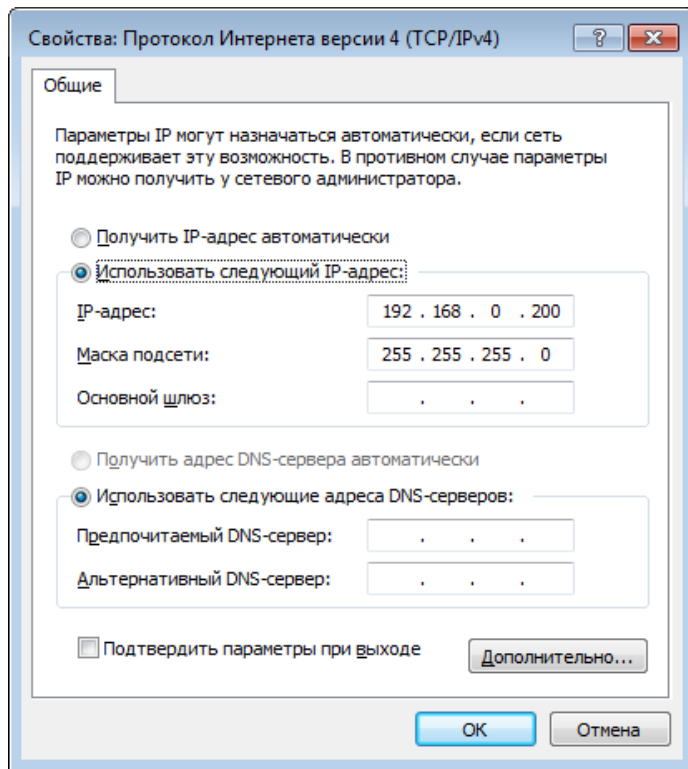 Свойства: Протокол Интернета версии 4 (TCP/IPv4)
Общие
Параметры IP могут назначаться автоматически, если сеть
поддерживает эту возможность. В противном случае параметры
IP можно получить у сетевого администратора.
Получить IP-адрес автоматически
Использовать следующий IP-адрес:
IP-адрес: 192 . 168 . 0 . 200
Маска подсети: 255 . 255 . 255 . 0
Основной шлюз: . . .
Получить адрес DNS-сервера автоматически
Использовать следующие адреса DNS-серверов:
Предпочитаемый DNS-сервер: . . .
Альтернативный DNS-сервер: . . .
Подтвердить параметры при выходе
Дополнительно...
ОК Отмена